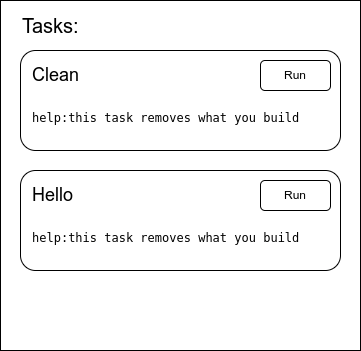 Tasks:
Clean
Run
help:this task removes what you build
Hello
Run
help:this task removes what you build